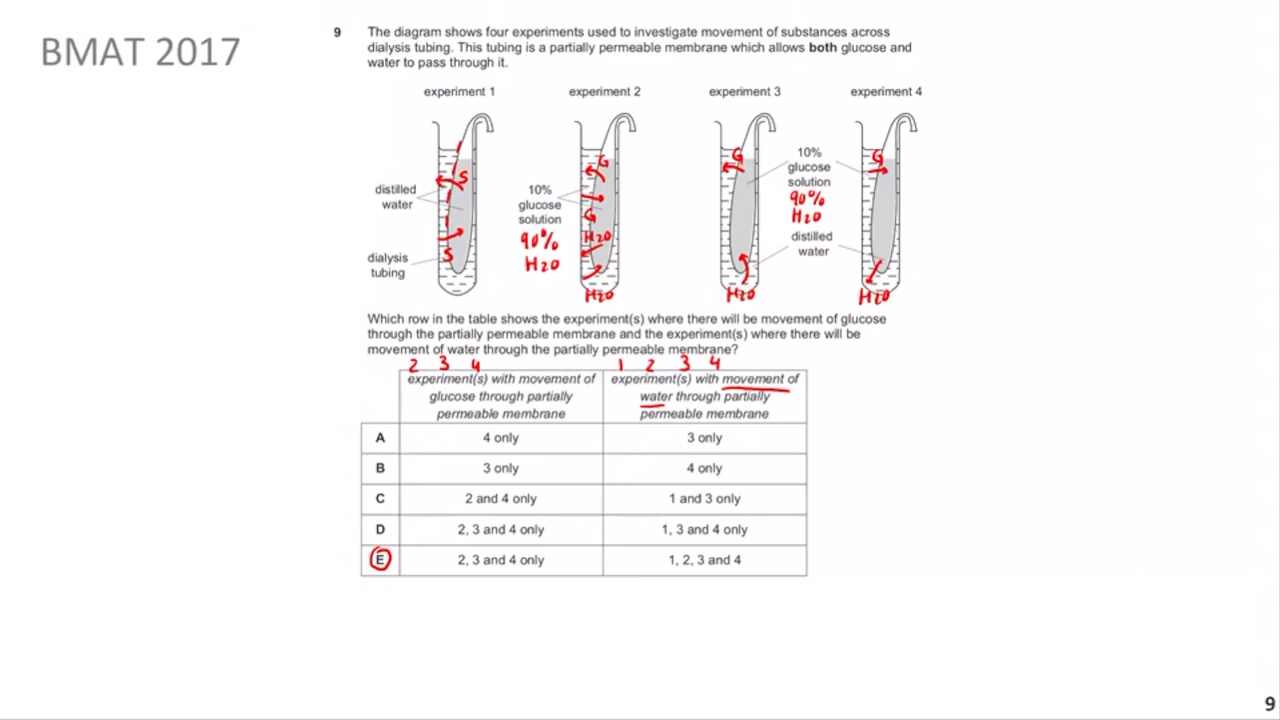 BMAT 2017
9 The diagram shows four experiments used to investigate movement of substances across
dialysis tubing. This tubing is a partially permeable membrane which allows both glucose and
water to pass through it.
experiment 1 experiment 2 experiment 3 experiment 4
distilled
water
dialysis
tubing
S
S
10%
glucose
solution
90%
H2O
G
G
H2O
H2O
G
H2O
10%
glucose
solution
90%
H2O
distilled
water
G
H2O
Which row in the table shows the experiment(s) where there will be movement of glucose
through the partially permeable membrane and the experiment(s) where there will be
movement of water through the partially permeable membrane?
2 3 4 1 2 3 4
experiment(s) with movement of experiment(s) with movement of
glucose through partially water through partially
permeable membrane permeable membrane
A 4 only 3 only
B 3 only 4 only
C 2 and 4 only 1 and 3 only
D 2, 3 and 4 only 1, 3 and 4 only
E 2, 3 and 4 only 1, 2, 3 and 4
9